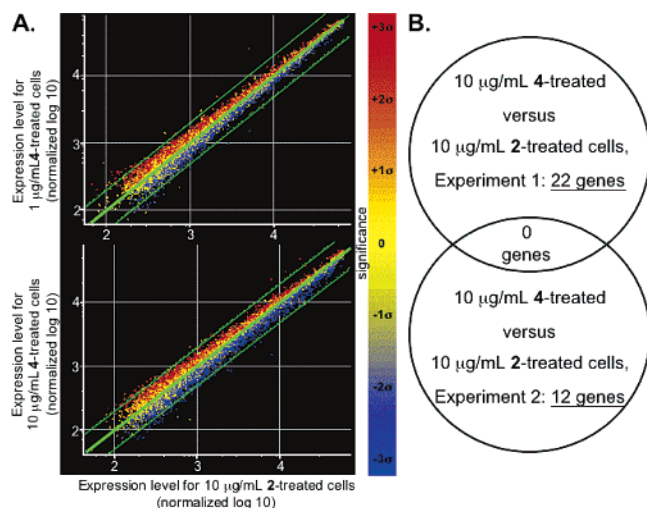 A.
Expression level for
1 μg/mL4-treated cells
(normalized log 10)
4
3
2
2
3
4
Expression level for
10 μg/mL 4-treated cells
(normalized log 10)
4
3
2
2
3
4
Expression level for 10 μg/mL 2-treated cells
(normalized log 10)
+3σ
+2σ
+1σ
0
-1σ
-2σ
-3σ
significance
B.
10 μg/mL 4-treated
versus
10 μg/mL 2-treated cells,
Experiment 1: 22 genes
0
genes
10 μg/mL 4-treated
versus
10 μg/mL 2-treated cells,
Experiment 2: 12 genes